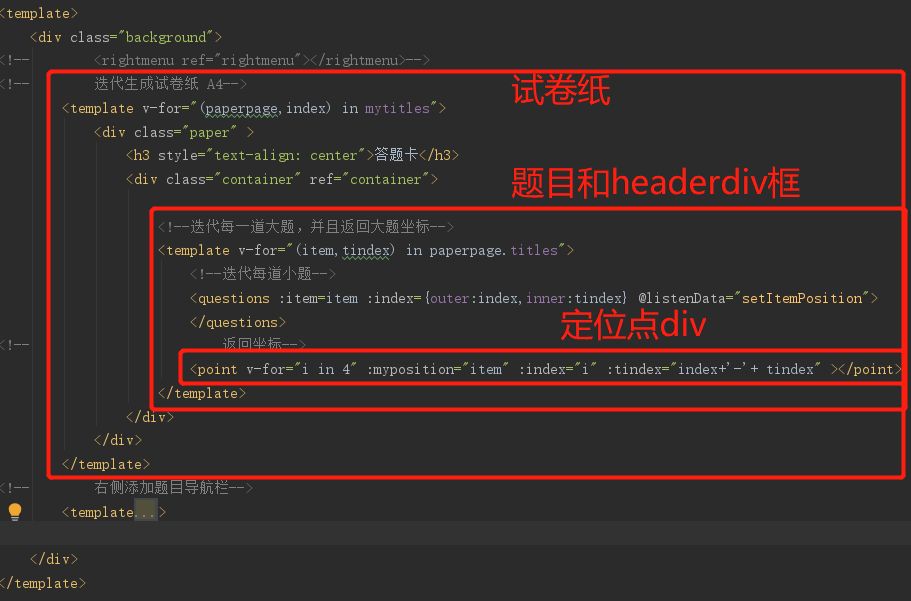 <template>
<div class="background">
<!-- <rightmenu ref="rightmenu"></rightmenu>-->
<!-- 迭代生成试卷纸 A4-->
试卷纸
<template v-for="(paperpage,index) in mytitles">
<div class="paper" >
<h3 style="text-align: center">答题卡</h3>
<div class="container" ref="container">
题目和headerdiv框
<!--迭代每一道大题，并且返回大题坐标-->
<template v-for="(item,tindex) in paperpage.titles">
<!--迭代每道小题-->
<questions :item=item :index={outer:index,inner:tindex} @listenData="setItemPosition">
</questions>
定位点div
<!-- 返回坐标-->
<point v-for="i in 4" :myposition="item" :index="i" :tindex="index+'-'+ tindex" ></point>
</template>
</div>
</div>
</template>
<!-- 右侧添加题目导航栏-->
<template...>
</div>
</template>